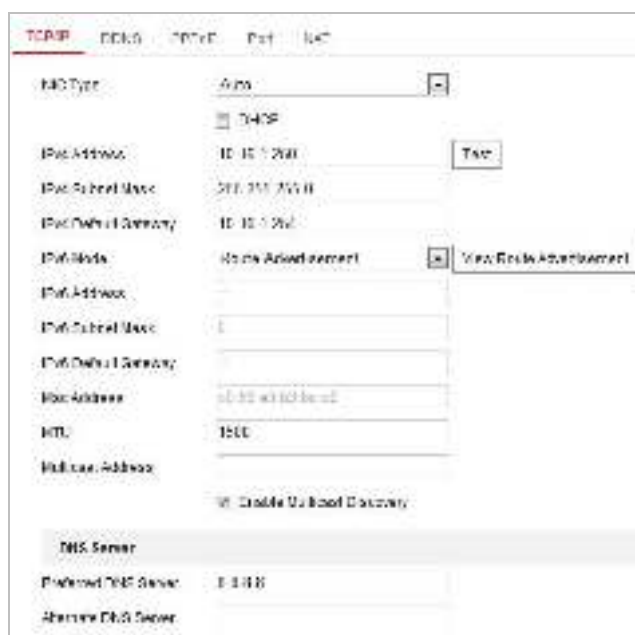 TCP/IP DDNS PPPoE Port NAT
NIC Type Auto
DHCP
IPv4 Address Test
IPv4 Subnet Mask
IPv4 Default Gateway
IPv6 Mode Route Advertisement View Route Advertisement
IPv6 Address
IPv6 Subnet Mask
IPv6 Default Gateway
Mac Address
MTU 1500
Multicast Address
Enable Multicast Discovery
DNS Server
Preferred DNS Server 8.8.8.8
Alternate DNS Server